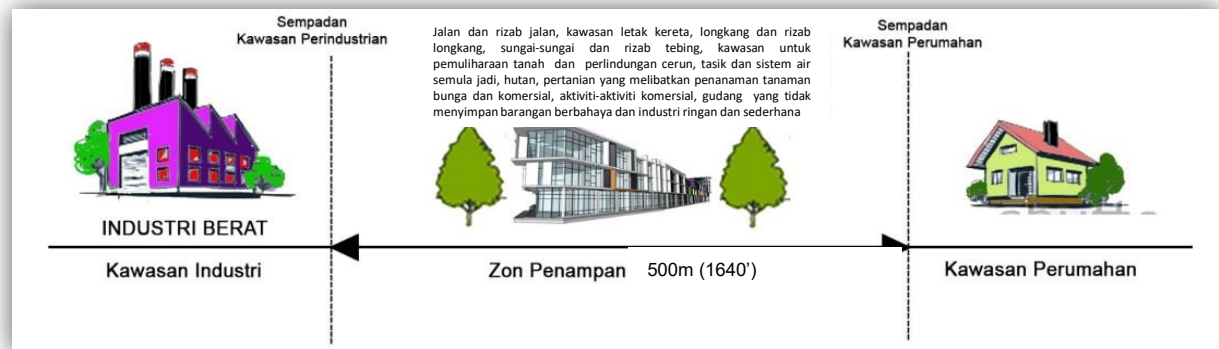 Sempadan
Kawasan Perindustrian
Jalan dan rizab jalan, kawasan letak kereta, longkang dan rizab
longkang, sungai-sungai dan rizab tebing, kawasan untuk
pemuliharaan tanah dan perlindungan cerun, tasik dan sistem air
semula jadi, hutan, pertanian yang melibatkan penanaman tanaman
bunga dan komersial, aktiviti-aktiviti komersial, gudang yang tidak
menyimpan barangan berbahaya dan industri ringan dan sederhana
Sempadan
Kawasan Perumahan
INDUSTRI BERAT
Kawasan Industri
Zon Penampan 500m (1640’)
Kawasan Perumahan